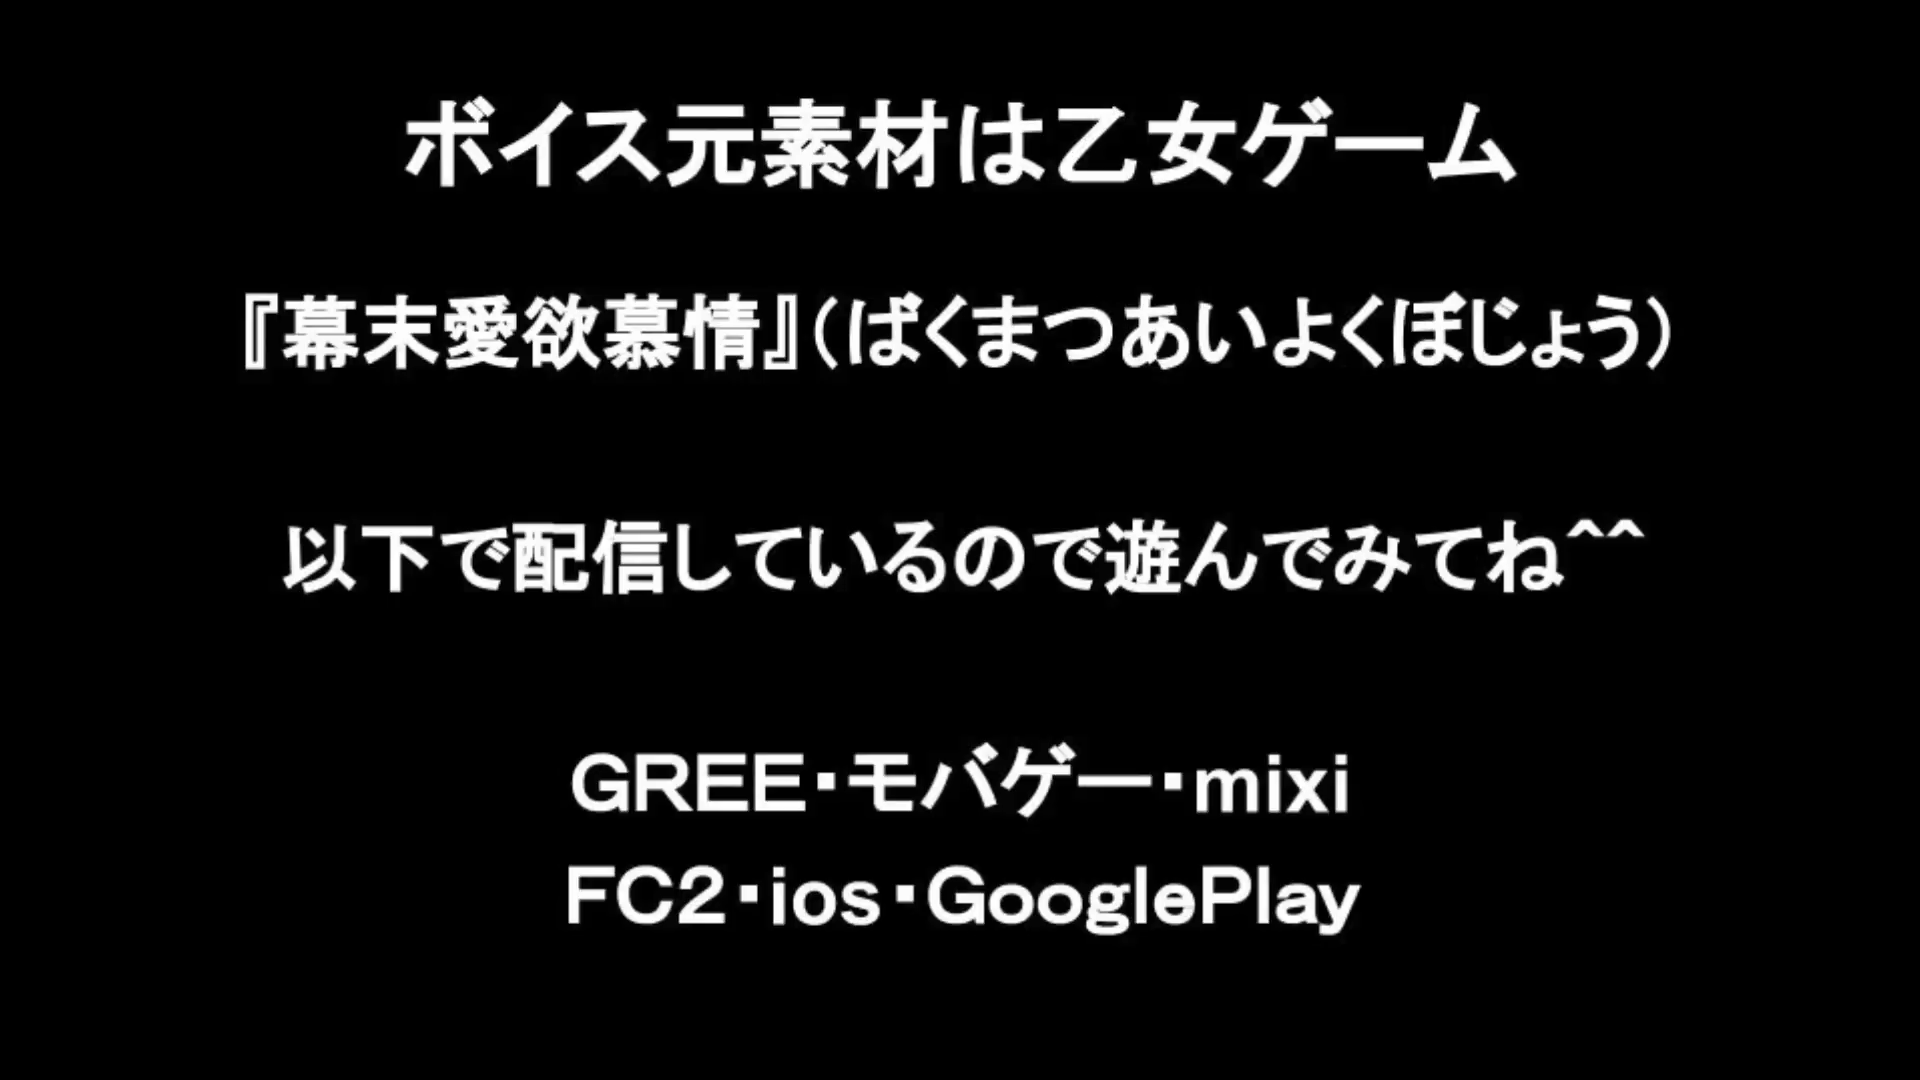 ボイス元素材は乙女ゲーム
『幕末愛欲慕情』（ばくまつあいよくぼじょう）
以下で配信しているので遊んでみてね^^
GREE・モバゲー・mixi
FC2・ios・GooglePlay